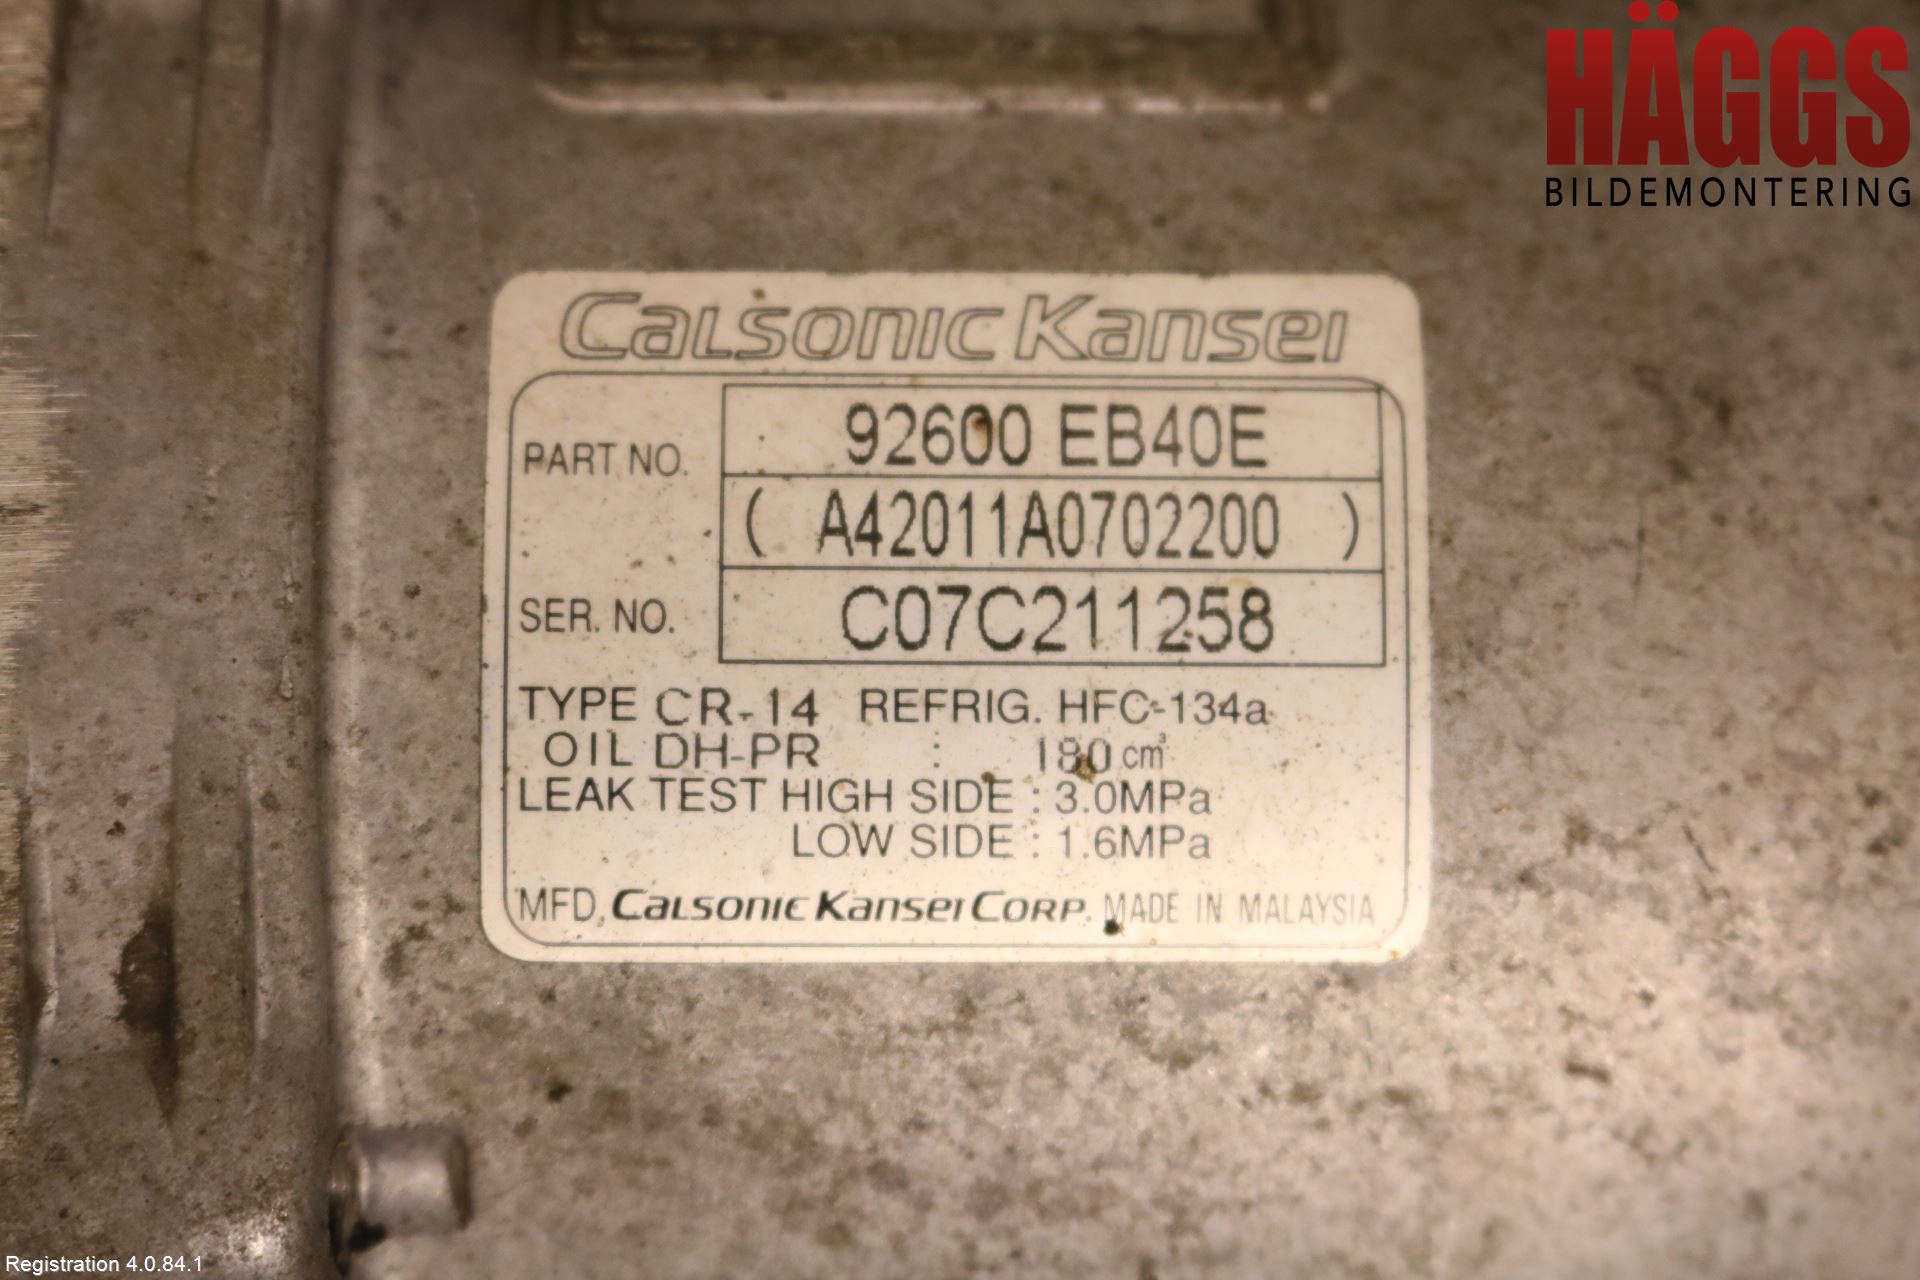 HÄGGS
BILDEMONTERING
CALSONIC KANSEI
PART NO. 92600 EB40E
( A42011A0702200 )
SER. NO. C07C211258
TYPE CR-14 REFRIG. HFC-134a
OIL DH-PR : 180 cm³
LEAK TEST HIGH SIDE : 3.0MPa
LOW SIDE : 1.6MPa
MFD. CALSONIC KANSEI CORP. MADE IN MALAYSIA
Registration 4.0.84.1